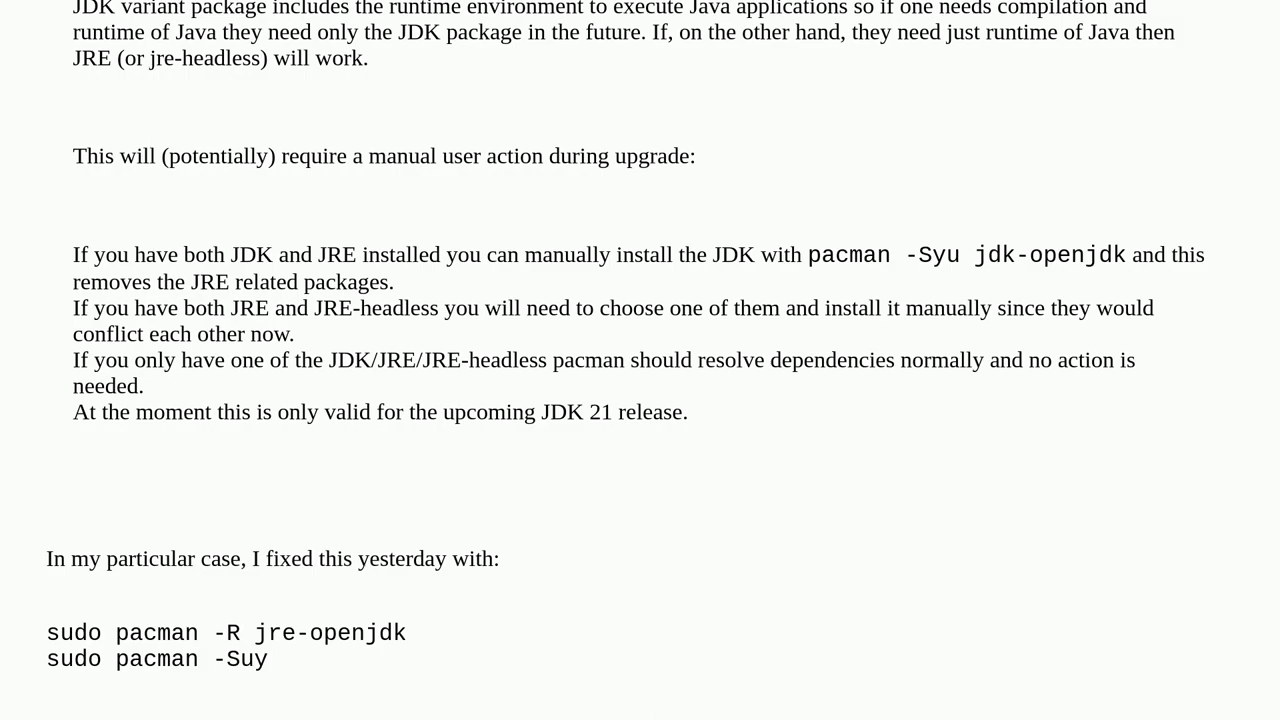 JDK variant package includes the runtime environment to execute Java applications so if one needs compilation and
runtime of Java they need only the JDK package in the future. If, on the other hand, they need just runtime of Java then
JRE (or jre-headless) will work.
This will (potentially) require a manual user action during upgrade:
If you have both JDK and JRE installed you can manually install the JDK with pacman -Syu jdk-openjdk and this
removes the JRE related packages.
If you have both JRE and JRE-headless you will need to choose one of them and install it manually since they would
conflict each other now.
If you only have one of the JDK/JRE/JRE-headless pacman should resolve dependencies normally and no action is
needed.
At the moment this is only valid for the upcoming JDK 21 release.
In my particular case, I fixed this yesterday with:
sudo pacman -R jre-openjdk
sudo pacman -Suy